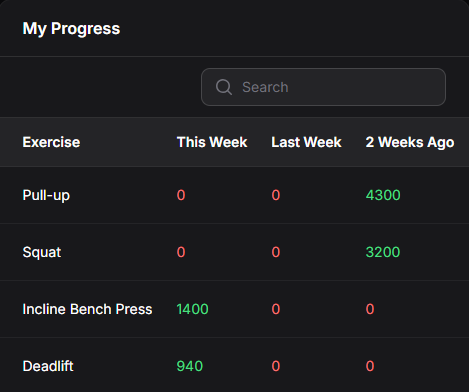 My Progress
Search
Exercise This Week Last Week 2 Weeks Ago
Pull-up 0 0 4300
Squat 0 0 3200
Incline Bench Press 1400 0 0
Deadlift 940 0 0